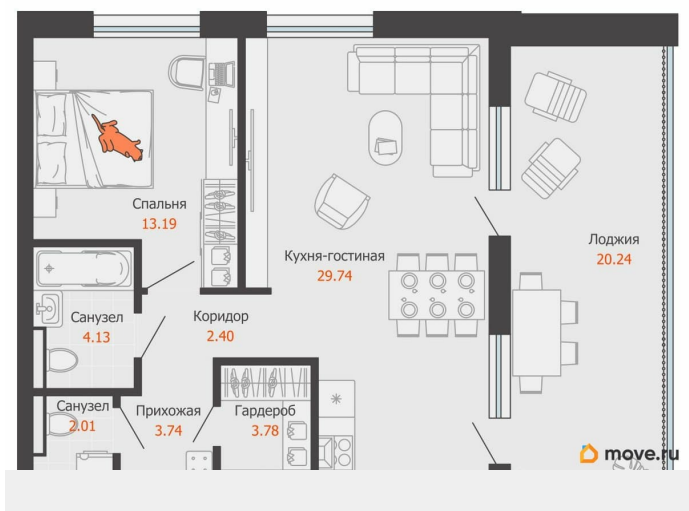 Спальня
13.19
Кухня-гостиная
29.74
Лоджия
20.24
Санузел
4.13
Коридор
2.40
Санузел
2.01
Прихожая
3.74
Гардероб
3.78
move.ru